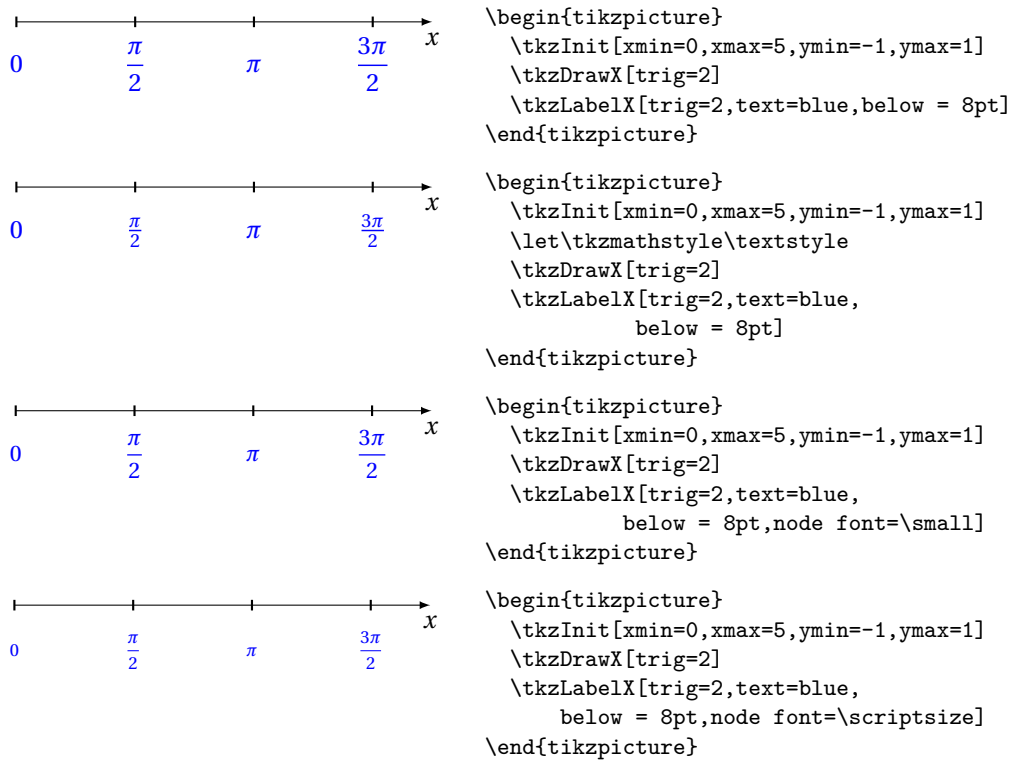 x
0 π/2 π 3π/2
\begin{tikzpicture}
  \tkzInit[xmin=0,xmax=5,ymin=-1,ymax=1]
  \tkzDrawX[trig=2]
  \tkzLabelX[trig=2,text=blue,below = 8pt]
\end{tikzpicture}
x
0 π/2 π 3π/2
\begin{tikzpicture}
  \tkzInit[xmin=0,xmax=5,ymin=-1,ymax=1]
  \let\tkzmathstyle\textstyle
  \tkzDrawX[trig=2]
  \tkzLabelX[trig=2,text=blue,
            below = 8pt]
\end{tikzpicture}
x
0 π/2 π 3π/2
\begin{tikzpicture}
  \tkzInit[xmin=0,xmax=5,ymin=-1,ymax=1]
  \tkzDrawX[trig=2]
  \tkzLabelX[trig=2,text=blue,
           below = 8pt,node font=\small]
\end{tikzpicture}
x
0 π/2 π 3π/2
\begin{tikzpicture}
  \tkzInit[xmin=0,xmax=5,ymin=-1,ymax=1]
  \tkzDrawX[trig=2]
  \tkzLabelX[trig=2,text=blue,
      below = 8pt,node font=\scriptsize]
\end{tikzpicture}